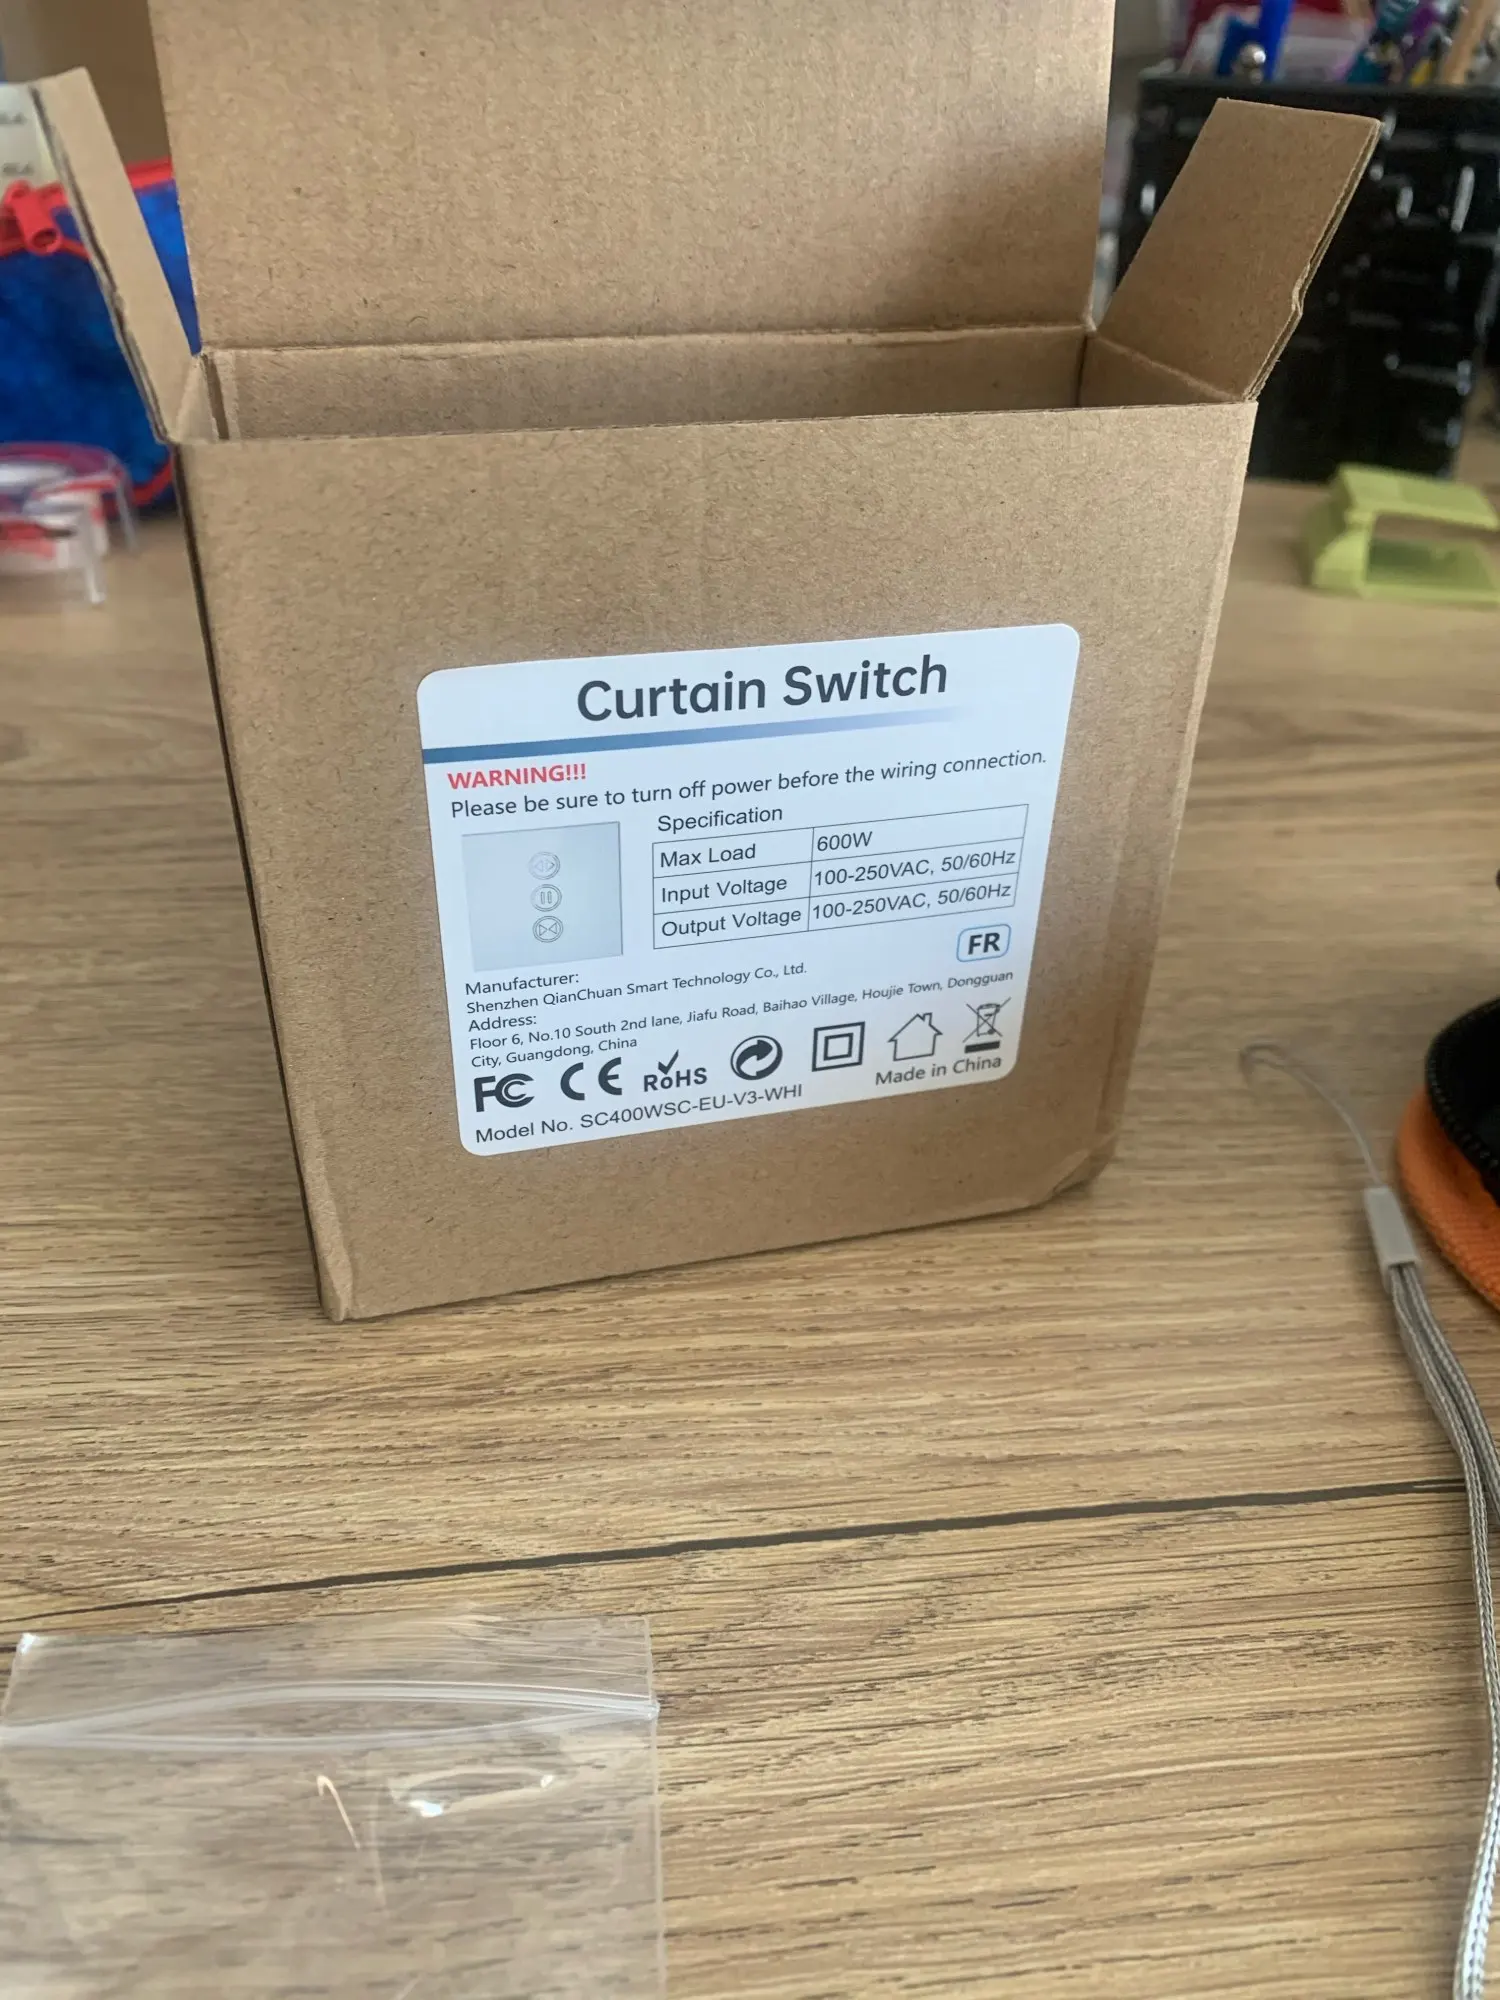 Curtain Switch
WARNING!!!
Please be sure to turn off power before the wiring connection.
Specification
Max Load 600W
Input Voltage 100-250VAC, 50/60Hz
Output Voltage 100-250VAC, 50/60Hz
FR
Manufacturer:
Shenzhen QianChuan Smart Technology Co., Ltd.
Address:
Floor 6, No.10 South 2nd lane, Jiafu Road, Baihao Village, Houjie Town, Dongguan
City, Guangdong, China
FC CE RoHS
Made in China
Model No. SC400WSC-EU-V3-WHI